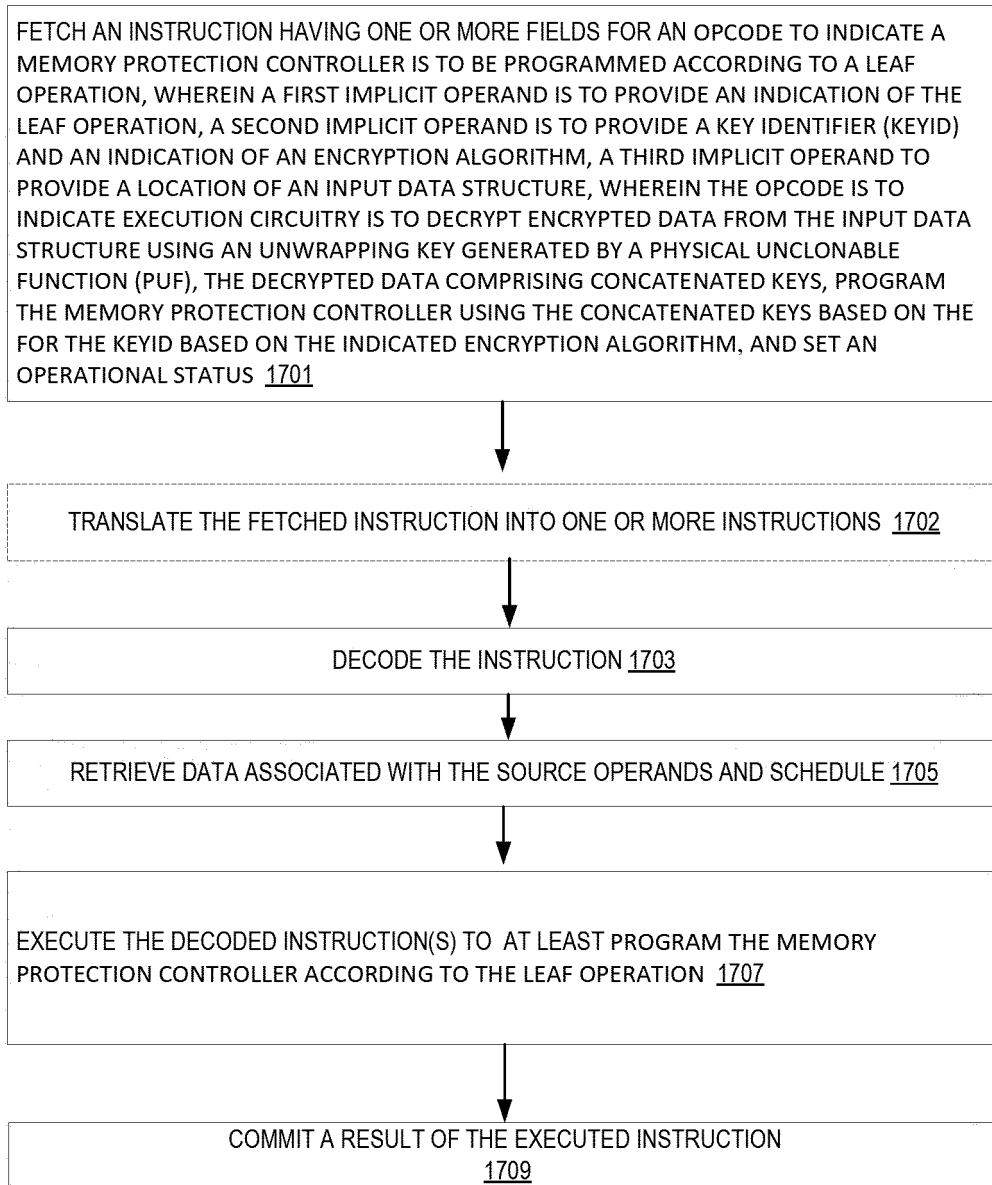 FETCH AN INSTRUCTION HAVING ONE OR MORE FIELDS FOR AN OPCODE TO INDICATE A
MEMORY PROTECTION CONTROLLER IS TO BE PROGRAMMED ACCORDING TO A LEAF
OPERATION, WHEREIN A FIRST IMPLICIT OPERAND IS TO PROVIDE AN INDICATION OF THE
LEAF OPERATION, A SECOND IMPLICIT OPERAND IS TO PROVIDE A KEY IDENTIFIER (KEYID)
AND AN INDICATION OF AN ENCRYPTION ALGORITHM, A THIRD IMPLICIT OPERAND TO
PROVIDE A LOCATION OF AN INPUT DATA STRUCTURE, WHEREIN THE OPCODE IS TO
INDICATE EXECUTION CIRCUITRY IS TO DECRYPT ENCRYPTED DATA FROM THE INPUT DATA
STRUCTURE USING AN UNWRAPPING KEY GENERATED BY A PHYSICAL UNCLONABLE
FUNCTION (PUF), THE DECRYPTED DATA COMPRISING CONCATENATED KEYS, PROGRAM
THE MEMORY PROTECTION CONTROLLER USING THE CONCATENATED KEYS BASED ON THE
FOR THE KEYID BASED ON THE INDICATED ENCRYPTION ALGORITHM, AND SET AN
OPERATIONAL STATUS 1701
TRANSLATE THE FETCHED INSTRUCTION INTO ONE OR MORE INSTRUCTIONS 1702
DECODE THE INSTRUCTION 1703
RETRIEVE DATA ASSOCIATED WITH THE SOURCE OPERANDS AND SCHEDULE 1705
EXECUTE THE DECODED INSTRUCTION(S) TO AT LEAST PROGRAM THE MEMORY
PROTECTION CONTROLLER ACCORDING TO THE LEAF OPERATION 1707
COMMIT A RESULT OF THE EXECUTED INSTRUCTION
1709